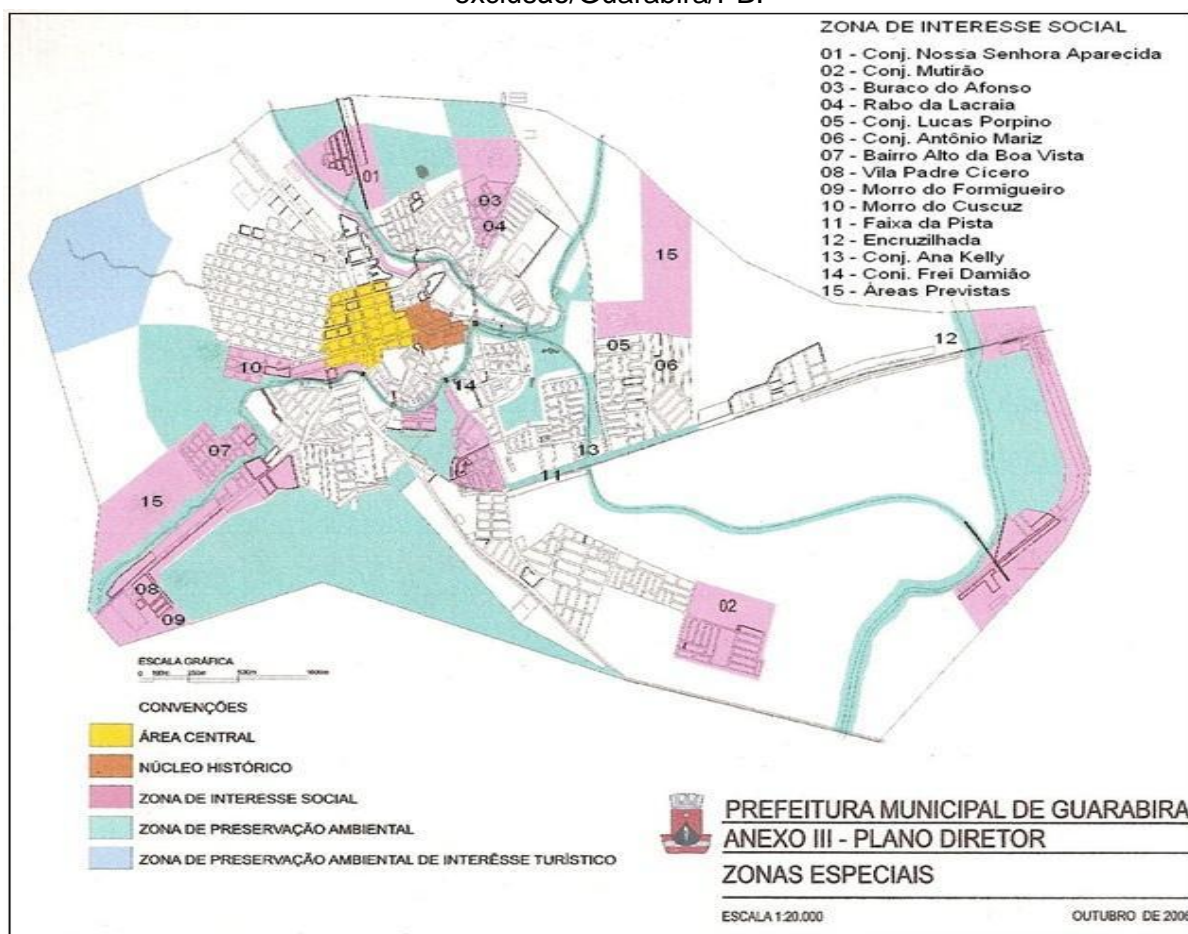 exclusão/Guarabira/PB.
ZONA DE INTERESSE SOCIAL
01 - Conj. Nossa Senhora Aparecida
02 - Conj. Mutirão
03 - Buraco do Afonso
04 - Rabo da Lacraia
05 - Conj. Lucas Porpino
06 - Conj. Antônio Mariz
07 - Bairro Alto da Boa Vista
08 - Vila Padre Cícero
09 - Morro do Formigueiro
10 - Morro do Cuscuz
11 - Faixa da Pista
12 - Encruzilhada
13 - Conj. Ana Kelly
14 - Conj. Frei Damião
15 - Áreas Previstas
01
03
04
15
05
06
12
10
14
07
13
11
15
08
09
02
ESCALA GRÁFICA
0
CONVENÇÕES
ÁREA CENTRAL
NÚCLEO HISTÓRICO
ZONA DE INTERESSE SOCIAL
ZONA DE PRESERVAÇÃO AMBIENTAL
ZONA DE PRESERVAÇÃO AMBIENTAL DE INTERÊSSE TURÍSTICO
PREFEITURA MUNICIPAL DE GUARABIRA
ANEXO III - PLANO DIRETOR
ZONAS ESPECIAIS
ESCALA 1:20.000
OUTUBRO DE 2006